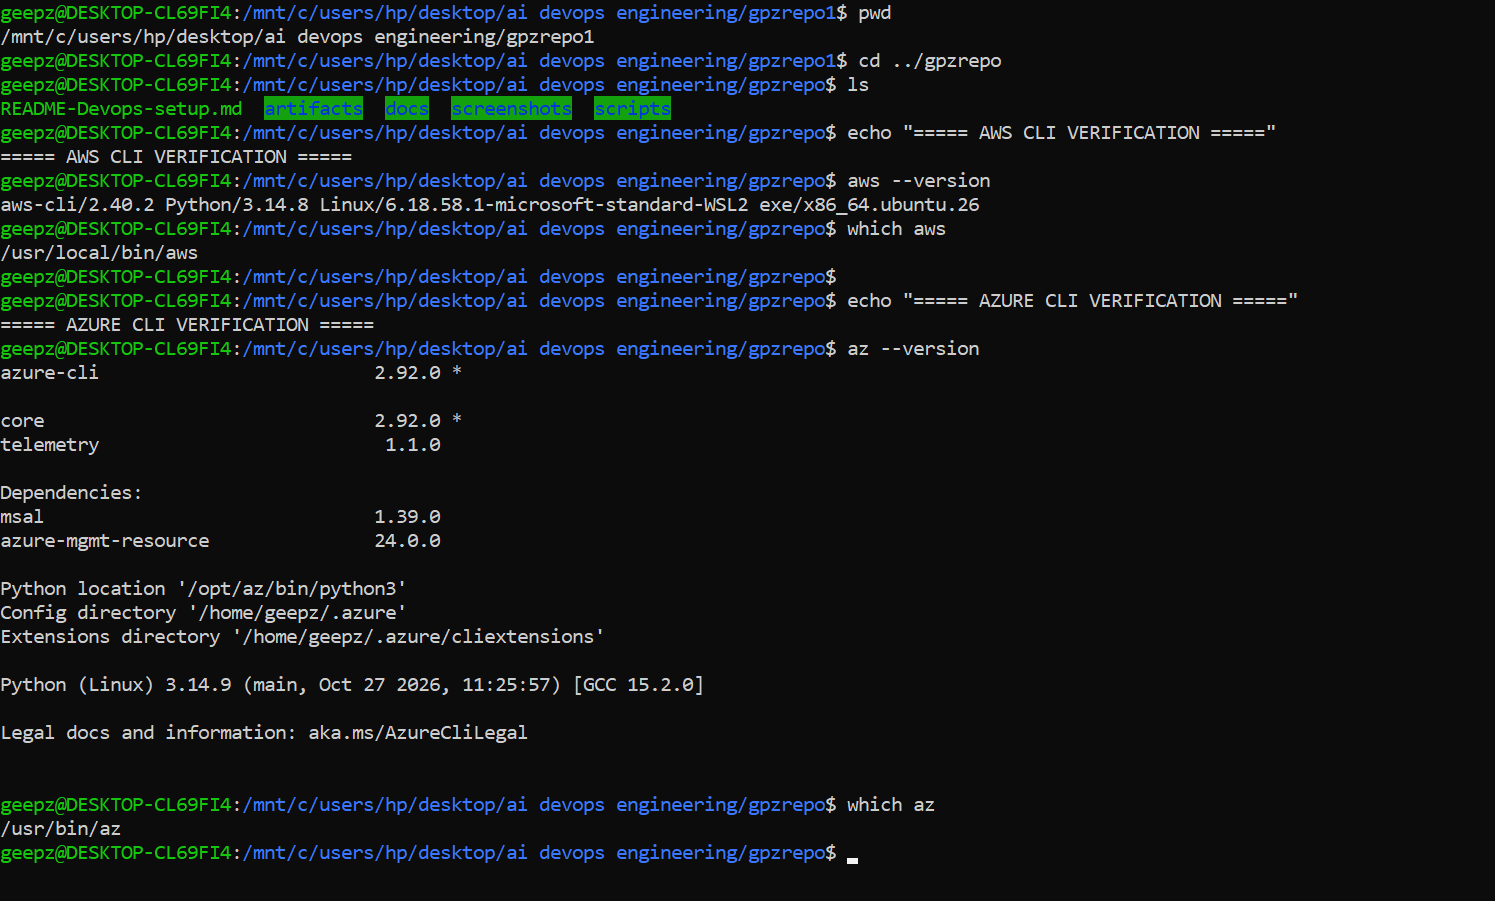 geepz@DESKTOP-CL69FI4:/mnt/c/users/hp/desktop/ai devops engineering/gpzrepo1$ pwd
/mnt/c/users/hp/desktop/ai devops engineering/gpzrepo1
geepz@DESKTOP-CL69FI4:/mnt/c/users/hp/desktop/ai devops engineering/gpzrepo1$ cd ../gpzrepo
geepz@DESKTOP-CL69FI4:/mnt/c/users/hp/desktop/ai devops engineering/gpzrepo$ ls
README-Devops-setup.md  artifacts  docs  screenshots  scripts
geepz@DESKTOP-CL69FI4:/mnt/c/users/hp/desktop/ai devops engineering/gpzrepo$ echo "===== AWS CLI VERIFICATION ====="
===== AWS CLI VERIFICATION =====
geepz@DESKTOP-CL69FI4:/mnt/c/users/hp/desktop/ai devops engineering/gpzrepo$ aws --version
aws-cli/2.40.2 Python/3.14.8 Linux/6.18.58.1-microsoft-standard-WSL2 exe/x86_64.ubuntu.26
geepz@DESKTOP-CL69FI4:/mnt/c/users/hp/desktop/ai devops engineering/gpzrepo$ which aws
/usr/local/bin/aws
geepz@DESKTOP-CL69FI4:/mnt/c/users/hp/desktop/ai devops engineering/gpzrepo$
geepz@DESKTOP-CL69FI4:/mnt/c/users/hp/desktop/ai devops engineering/gpzrepo$ echo "===== AZURE CLI VERIFICATION ====="
===== AZURE CLI VERIFICATION =====
geepz@DESKTOP-CL69FI4:/mnt/c/users/hp/desktop/ai devops engineering/gpzrepo$ az --version
azure-cli                         2.92.0 *
core                              2.92.0 *
telemetry                          1.1.0
Dependencies:
msal                              1.39.0
azure-mgmt-resource               24.0.0
Python location '/opt/az/bin/python3'
Config directory '/home/geepz/.azure'
Extensions directory '/home/geepz/.azure/cliextensions'
Python (Linux) 3.14.9 (main, Oct 27 2026, 11:25:57) [GCC 15.2.0]
Legal docs and information: aka.ms/AzureCliLegal
geepz@DESKTOP-CL69FI4:/mnt/c/users/hp/desktop/ai devops engineering/gpzrepo$ which az
/usr/bin/az
geepz@DESKTOP-CL69FI4:/mnt/c/users/hp/desktop/ai devops engineering/gpzrepo$